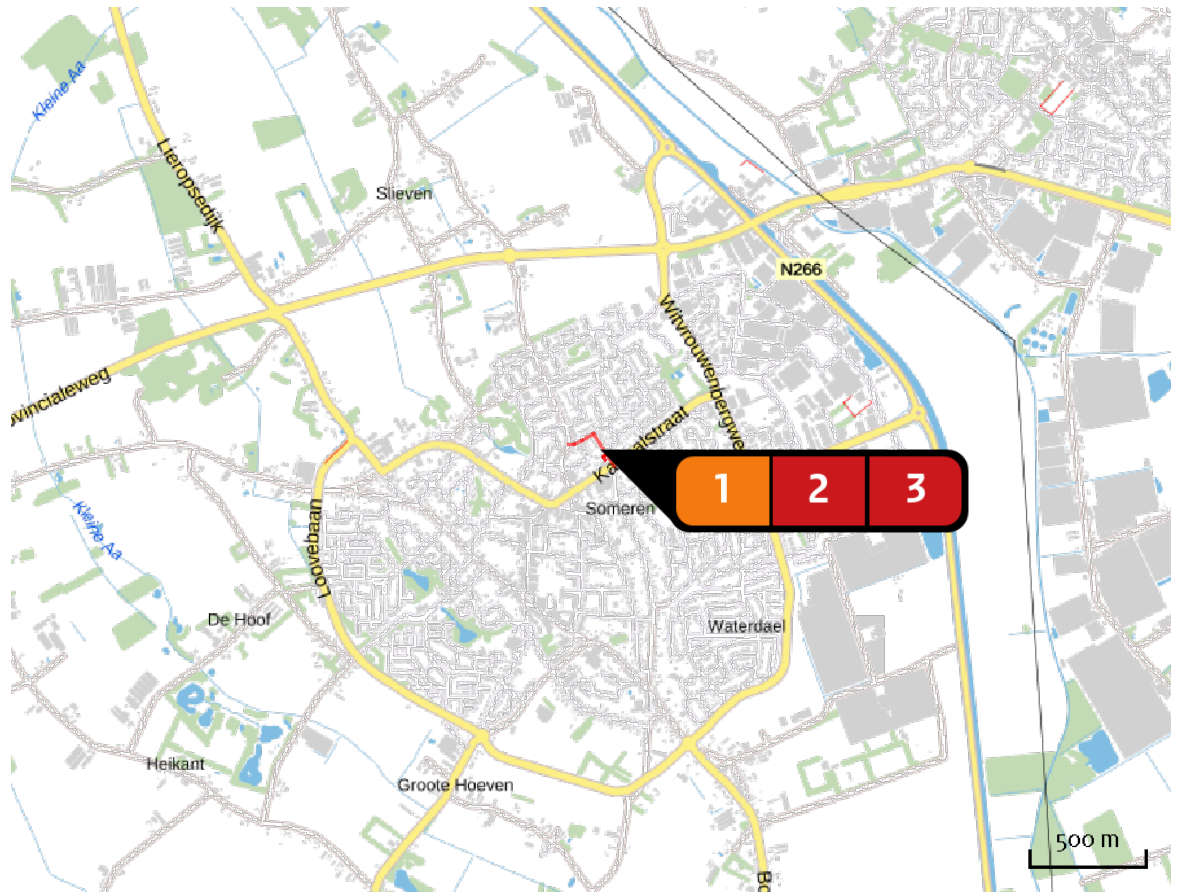 Kleine Aa
Lieropsedijk
Slieven
N266
Witvrouwenbergwe
ovincialeweg
Ka
alstraat
1 2 3
Someren
Kleine Aa
Loovebaan
De Hoof
Waterdael
Heikant
Groote Hoeven
500 m
Bo